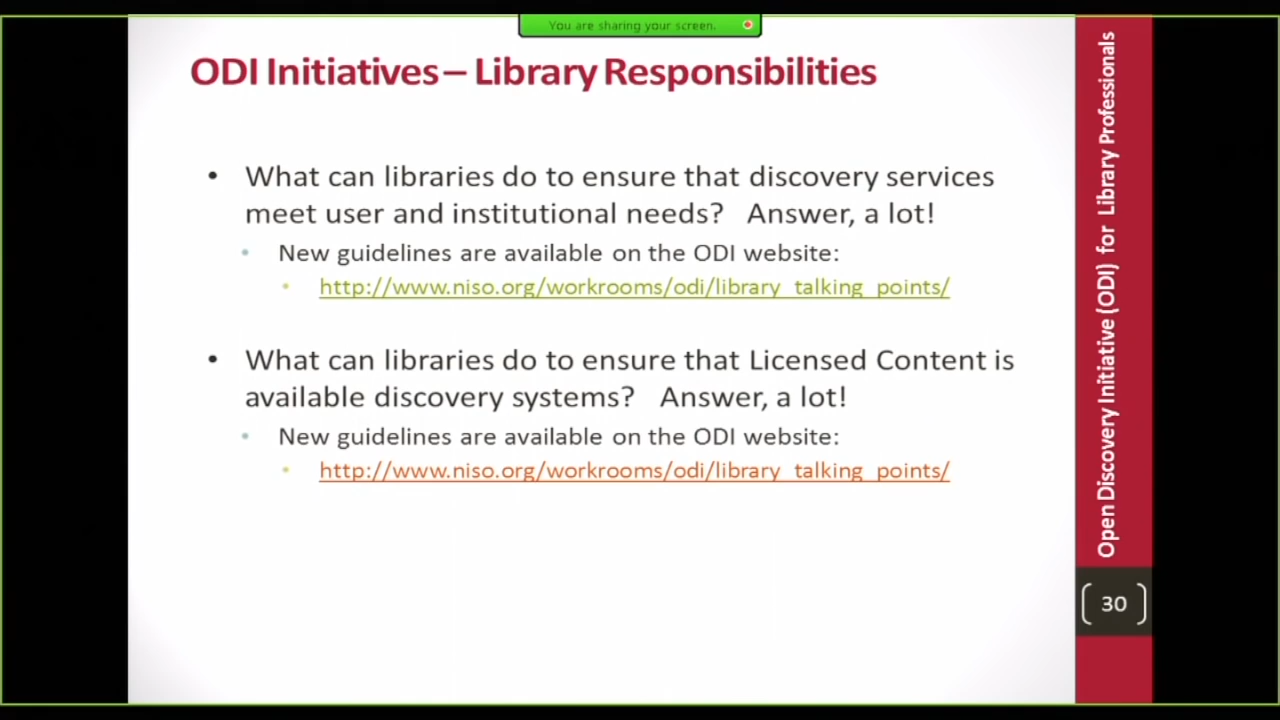 You are sharing your screen.
ODI Initiatives – Library Responsibilities
• What can libraries do to ensure that discovery services
meet user and institutional needs? Answer, a lot!
• New guidelines are available on the ODI website:
• http://www.niso.org/workrooms/odi/library_talking_points/
• What can libraries do to ensure that Licensed Content is
available discovery systems? Answer, a lot!
• New guidelines are available on the ODI website:
• http://www.niso.org/workrooms/odi/library_talking_points/
Open Discovery Initiative (ODI) for Library Professionals
30